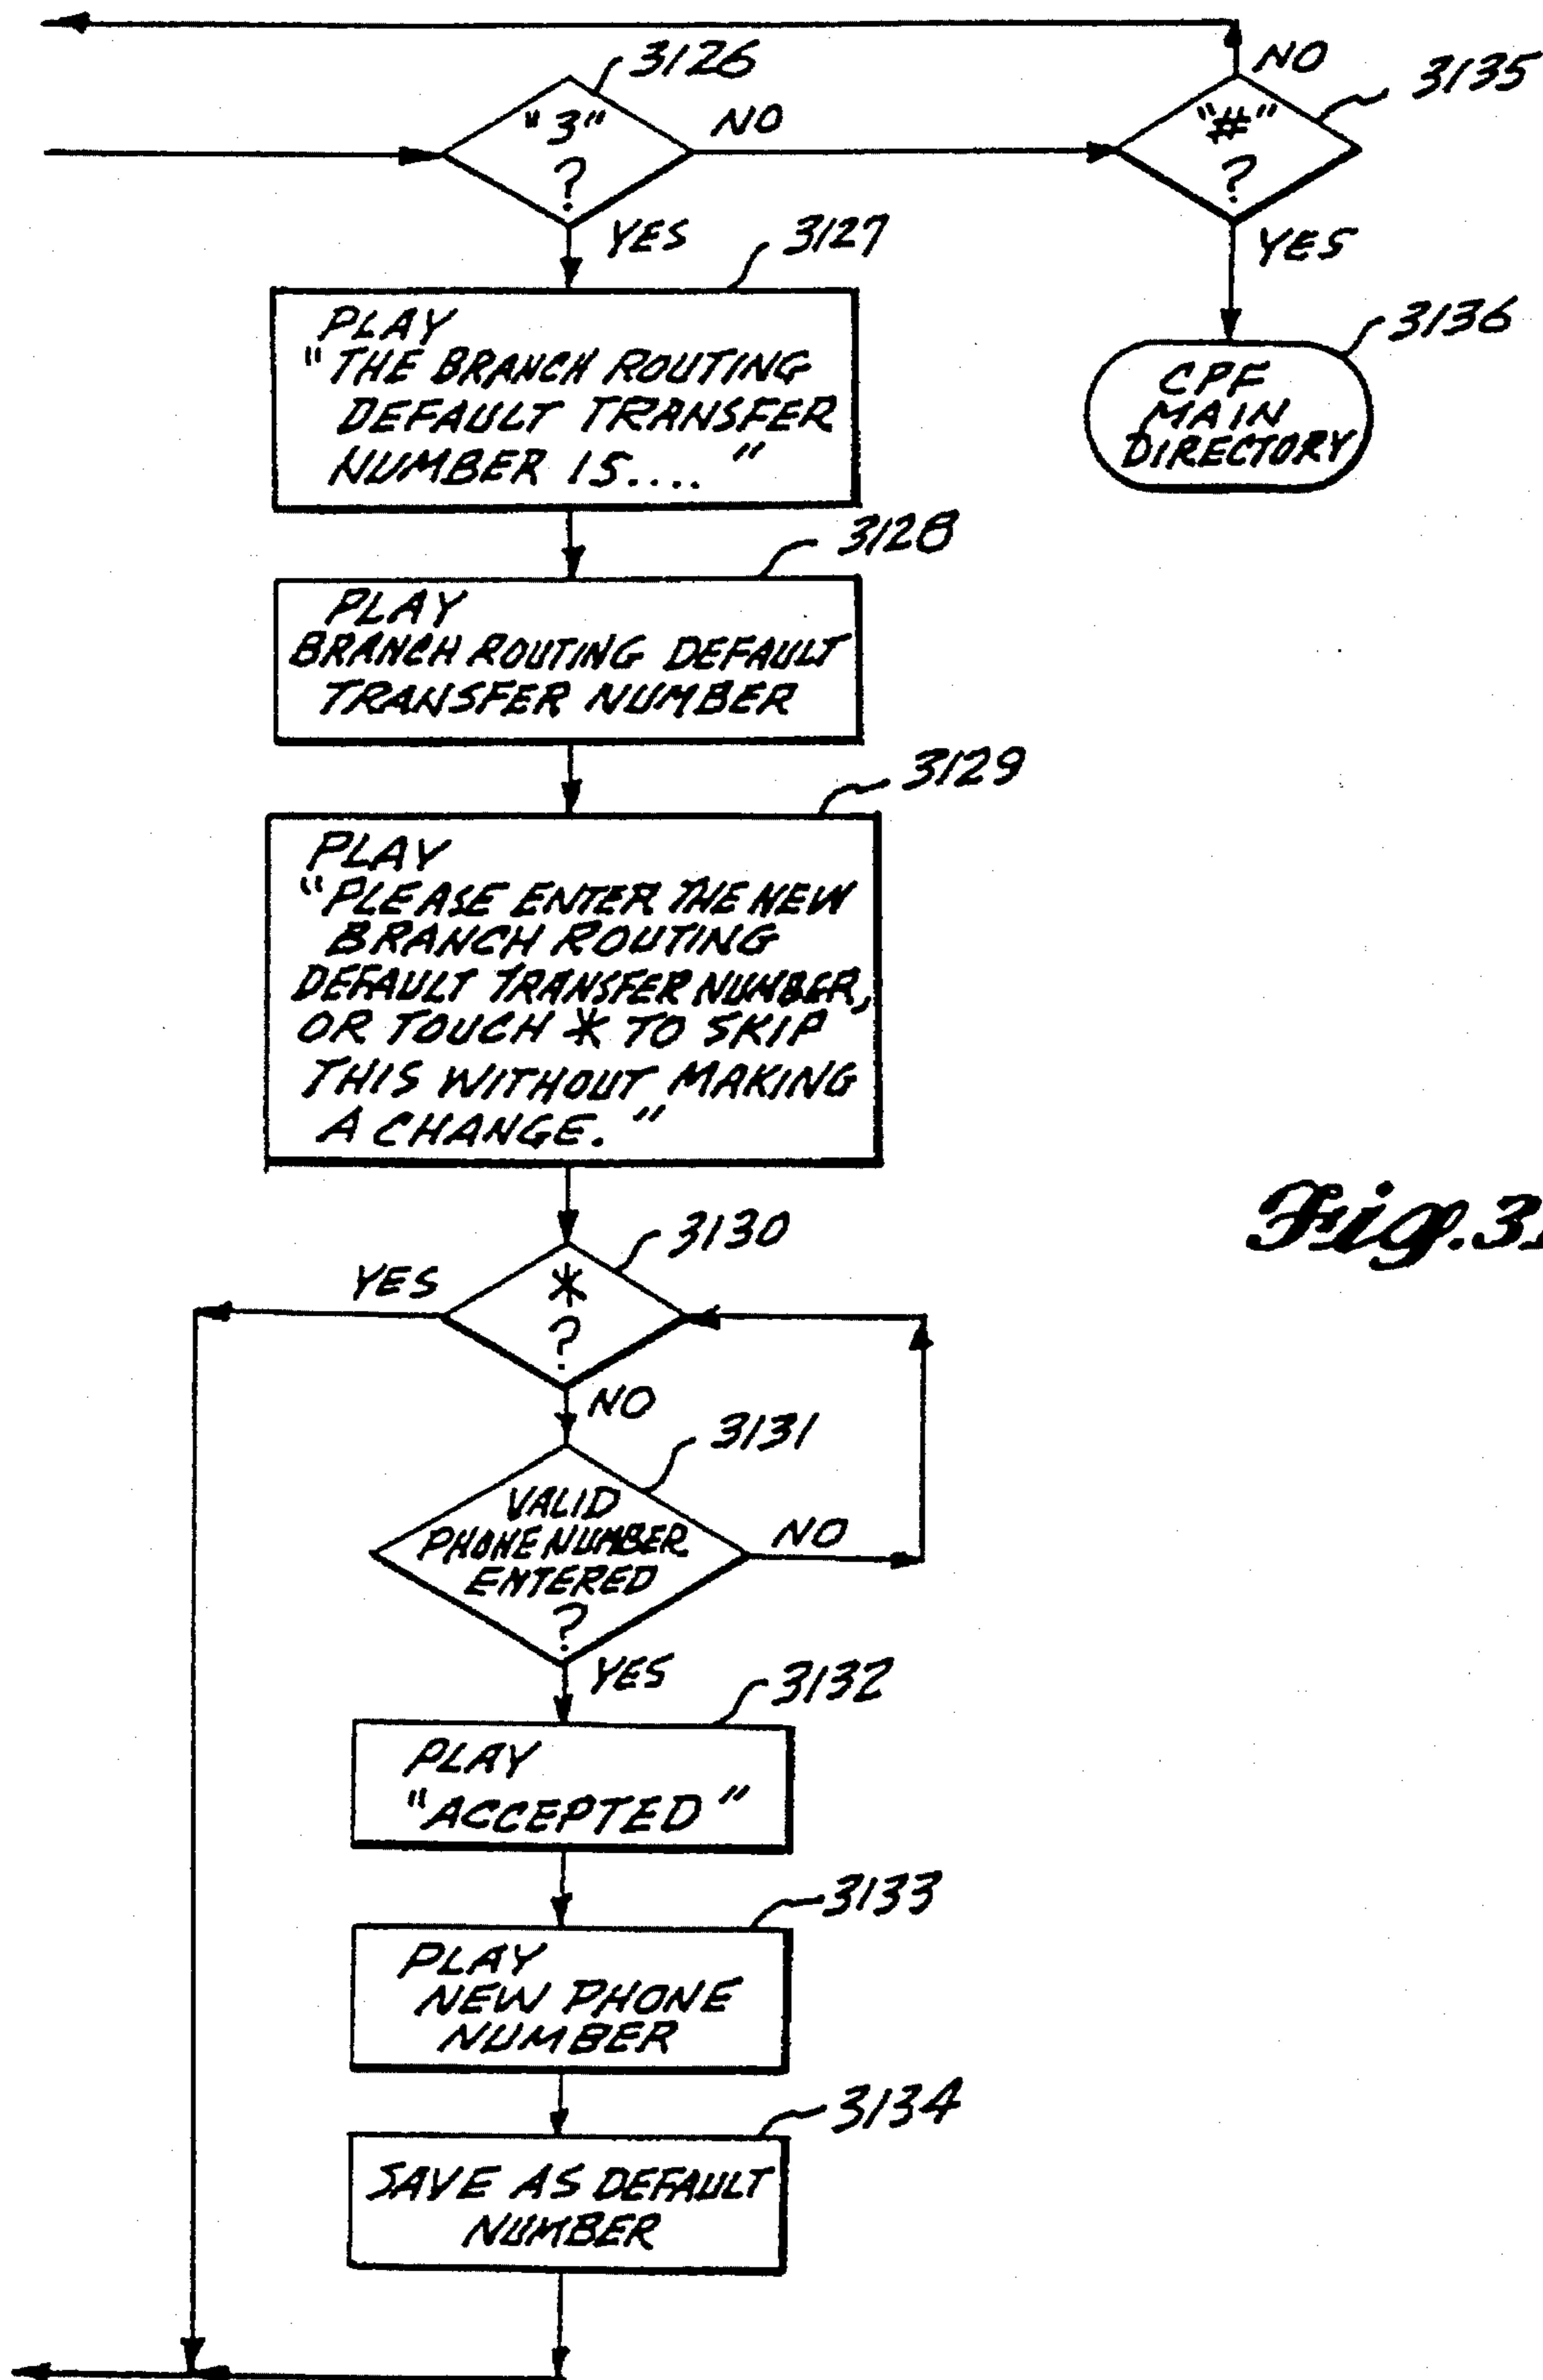 3126
"3"
?
NO
YES
NO
3135
"#"
?
YES
3136
CPF
MAIN
DIRECTORY
3127
PLAY
"THE BRANCH ROUTING
DEFAULT TRANSFER
NUMBER IS...."
3128
PLAY
BRANCH ROUTING DEFAULT
TRANSFER NUMBER
3129
PLAY
"PLEASE ENTER THE NEW
BRANCH ROUTING
DEFAULT TRANSFER NUMBER,
OR TOUCH * TO SKIP
THIS WITHOUT MAKING
A CHANGE."
3130
YES
*
?
NO
3131
VALID
PHONE NUMBER
ENTERED
?
NO
YES
3132
PLAY
"ACCEPTED"
3133
PLAY
NEW PHONE
NUMBER
3134
SAVE AS DEFAULT
NUMBER